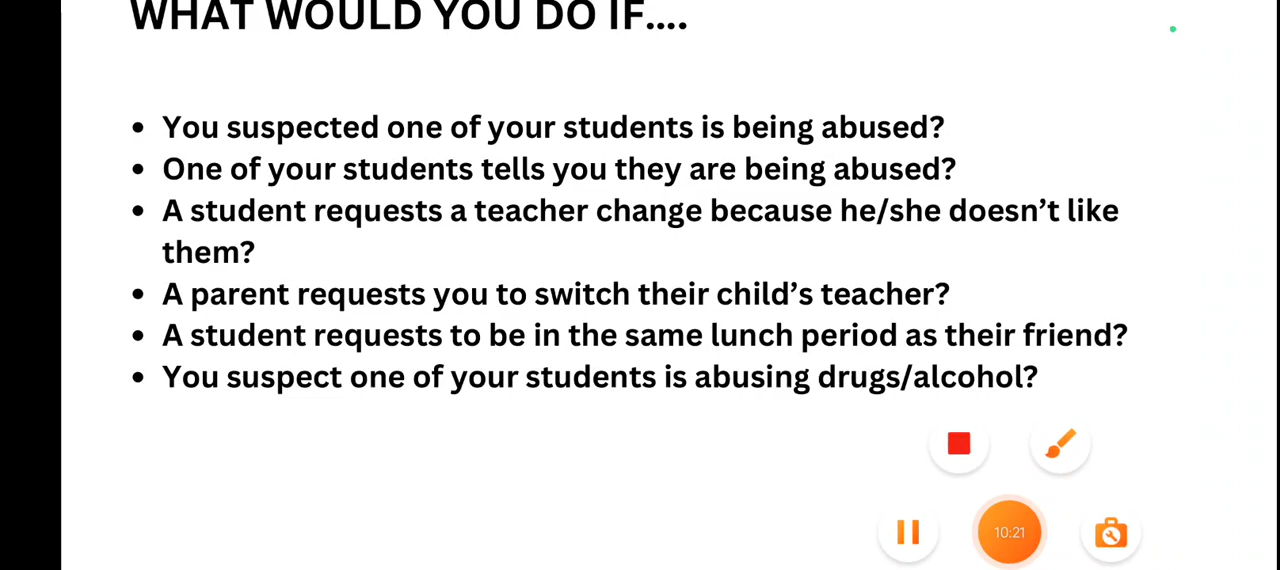 WHAT WOULD YOU DO IF....
• You suspected one of your students is being abused?
• One of your students tells you they are being abused?
• A student requests a teacher change because he/she doesn't like
them?
• A parent requests you to switch their child's teacher?
• A student requests to be in the same lunch period as their friend?
• You suspect one of your students is abusing drugs/alcohol?
10:21